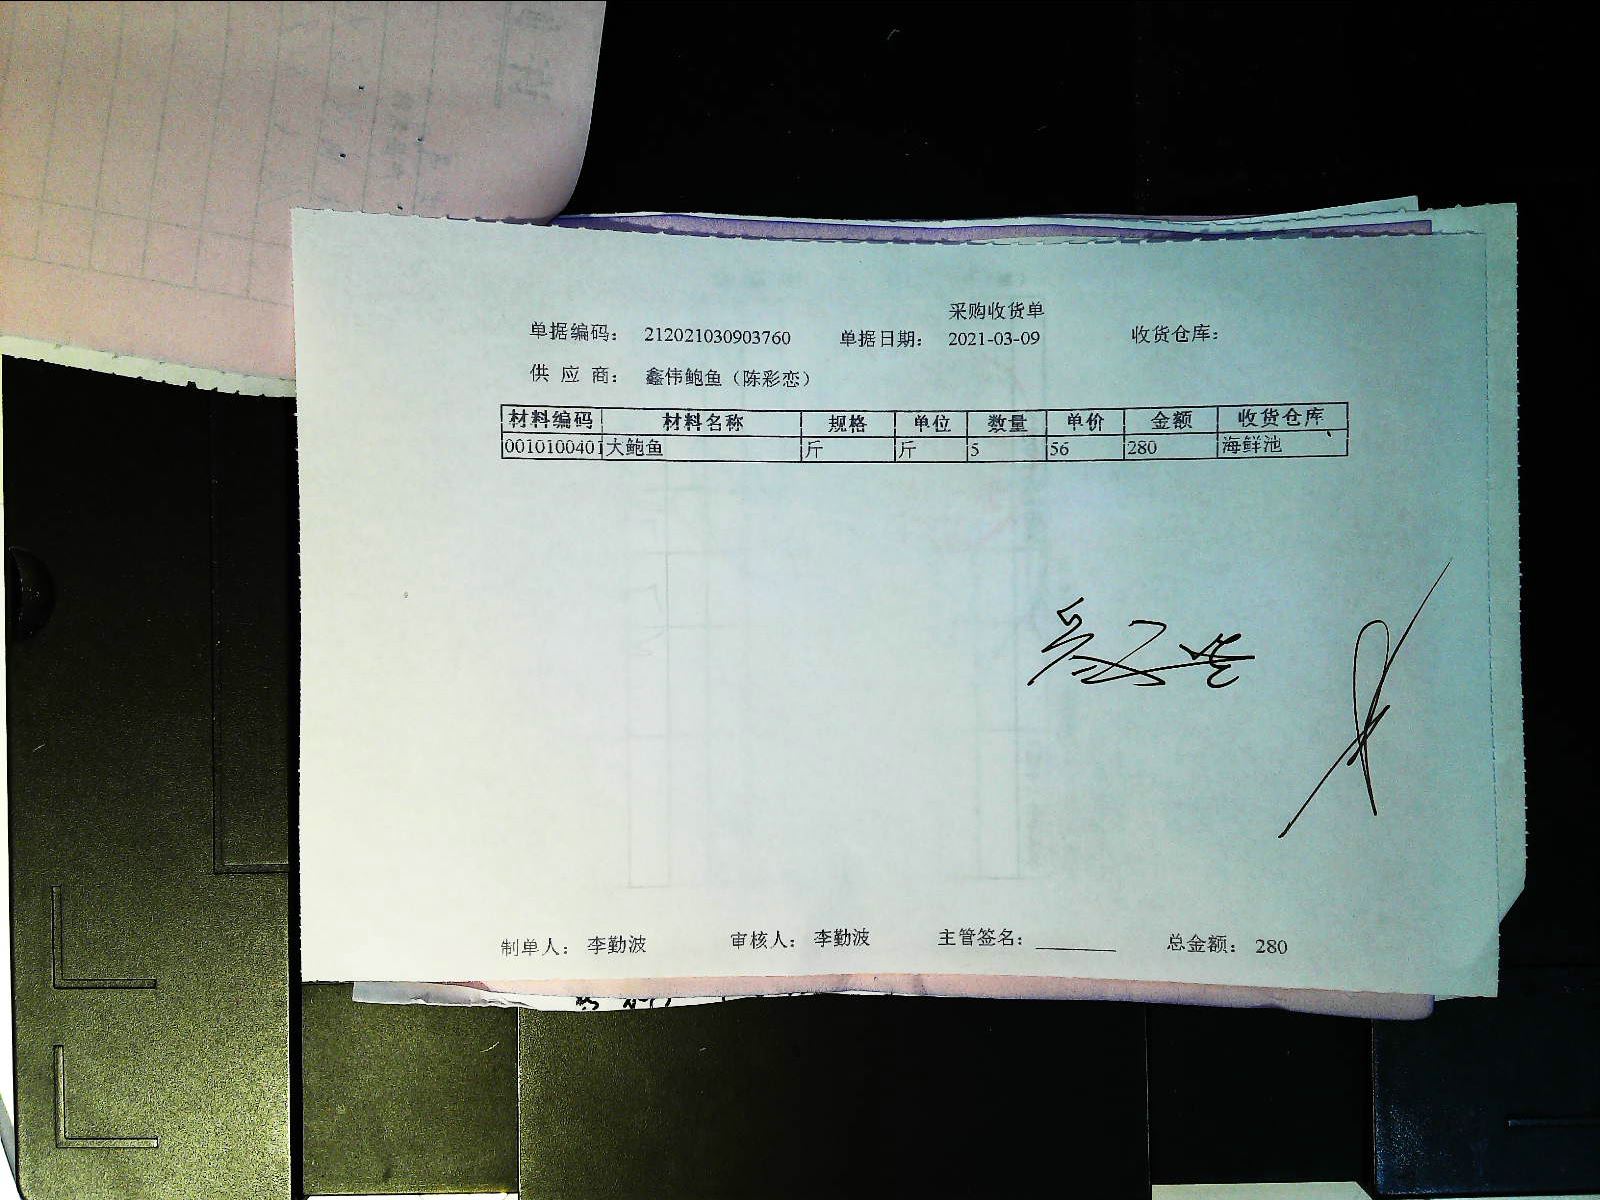 采购收货单
单据编码： 212021030903760 单据日期： 2021-03-09 收货仓库：
供 应 商： 鑫伟鲍鱼（陈彩恋）
材料编码 材料名称 规格 单位 数量 单价 金额 收货仓库
0010100401 大鲍鱼 斤 斤 5 56 280 海鲜池
制单人： 李勤波 审核人： 李勤波 主管签名： ________ 总金额： 280